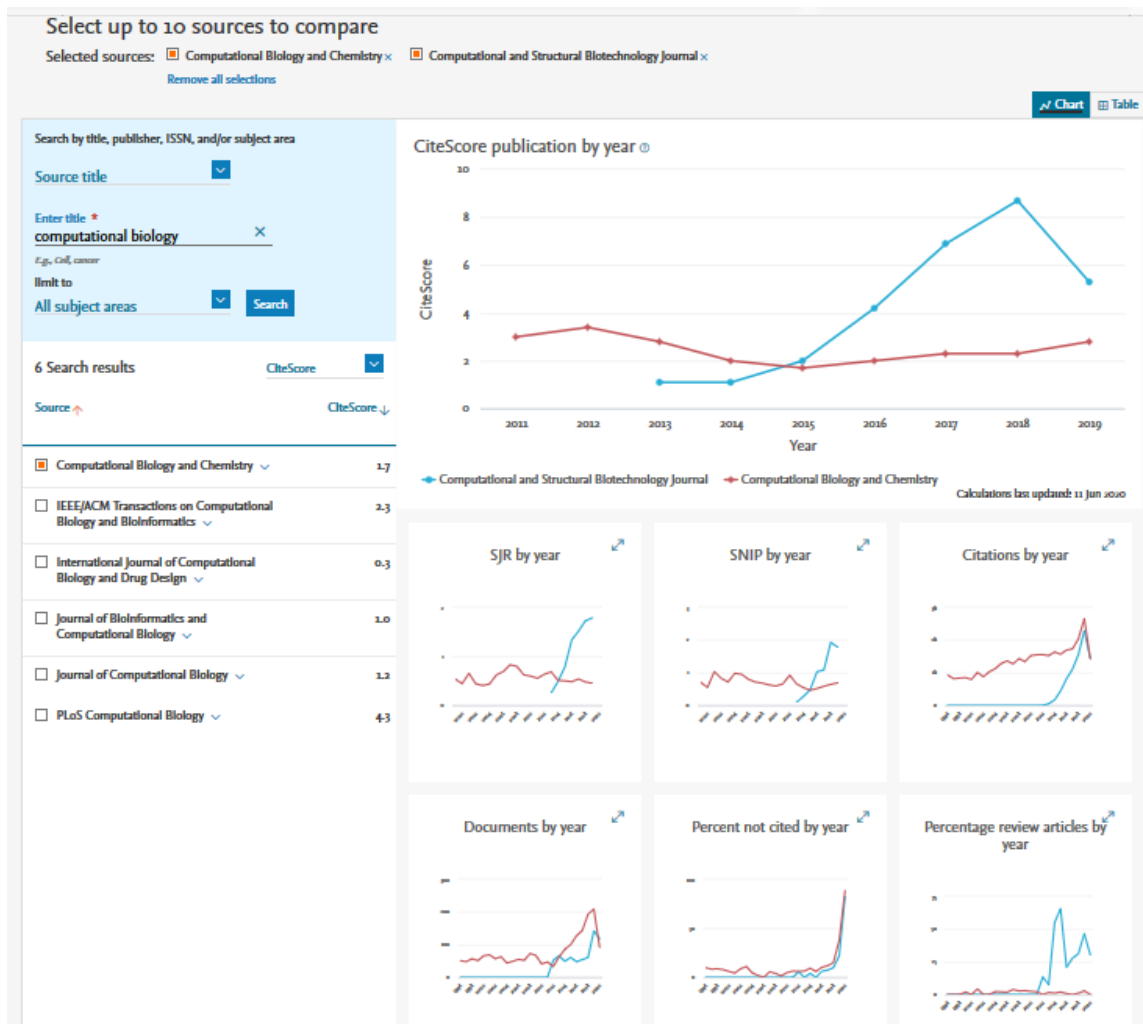 Select up to 10 sources to compare
Selected sources: Computational Biology and Chemistry × Computational and Structural Biotechnology Journal ×
Remove all selections
Chart Table
Search by title, publisher, ISSN, and/or subject area
Source title
Enter title *
computational biology ×
E.g., Cell, cancer
limit to
All subject areas
Search
6 Search results CiteScore
Source CiteScore
Computational Biology and Chemistry 1.7
IEEE/ACM Transactions on Computational 2.3
Biology and Bioinformatics
International Journal of Computational 0.3
Biology and Drug Design
Journal of Bioinformatics and 1.0
Computational Biology
Journal of Computational Biology 1.2
PLoS Computational Biology 4.3
CiteScore publication by year
10
8
6
4
2
0
CiteScore
2011 2012 2013 2014 2015 2016 2017 2018 2019
Year
Computational and Structural Biotechnology Journal Computational Biology and Chemistry
Calculations last updated: 11 Jun 2020
SJR by year
SNIP by year
Citations by year
Documents by year
Percent not cited by year
Percentage review articles by
year